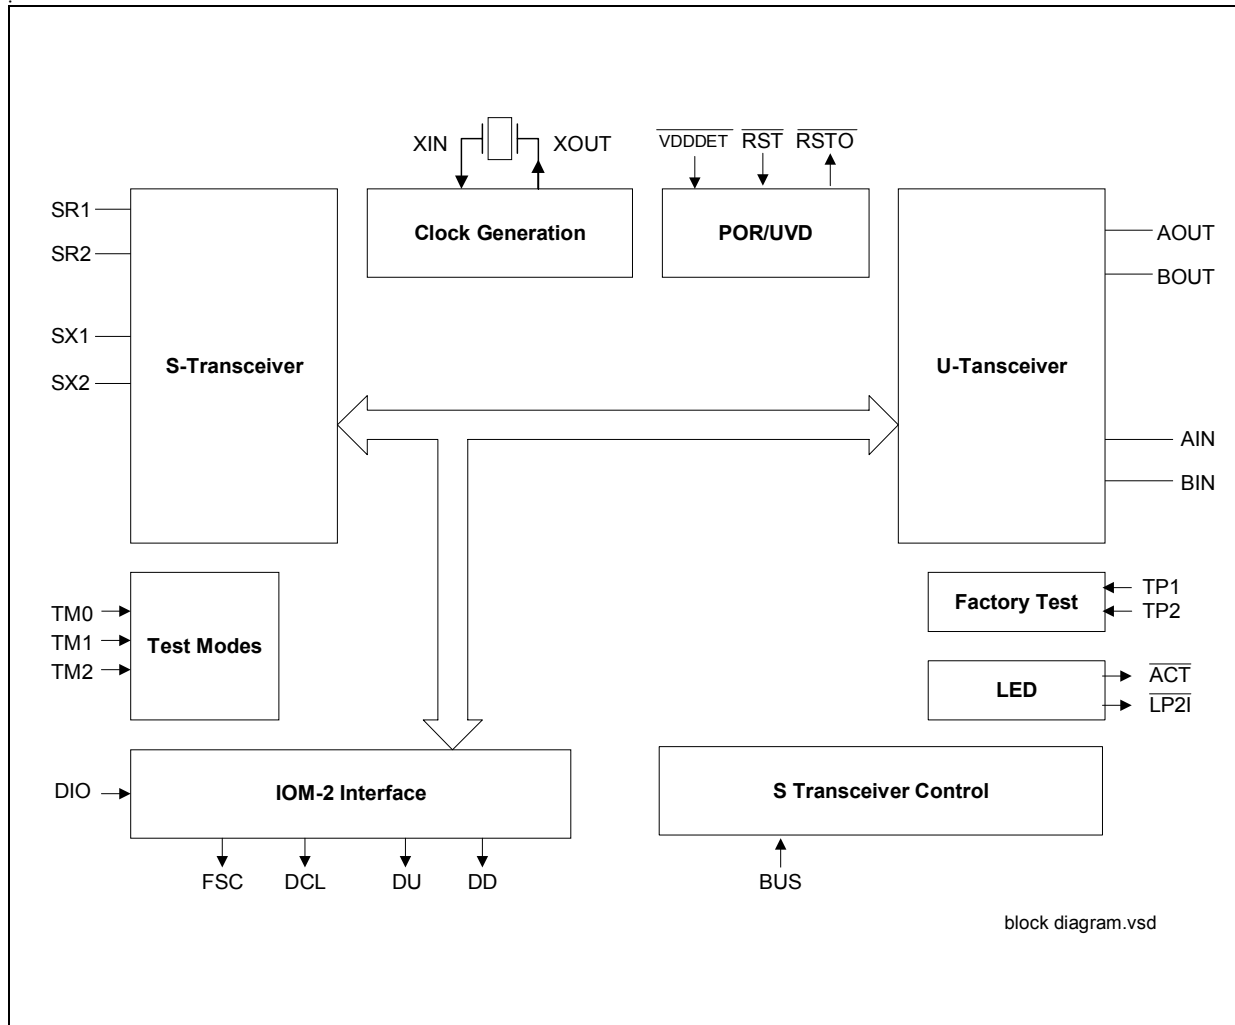 XIN
XOUT
VDDDET
RST
RSTO
SR1
SR2
SX1
SX2
S-Transceiver
Clock Generation
POR/UVD
U-Tansceiver
AOUT
BOUT
AIN
BIN
TM0
TM1
TM2
Test Modes
Factory Test
TP1
TP2
LED
ACT
LP2I
DIO
IOM-2 Interface
S Transceiver Control
FSC
DCL
DU
DD
BUS
block diagram.vsd